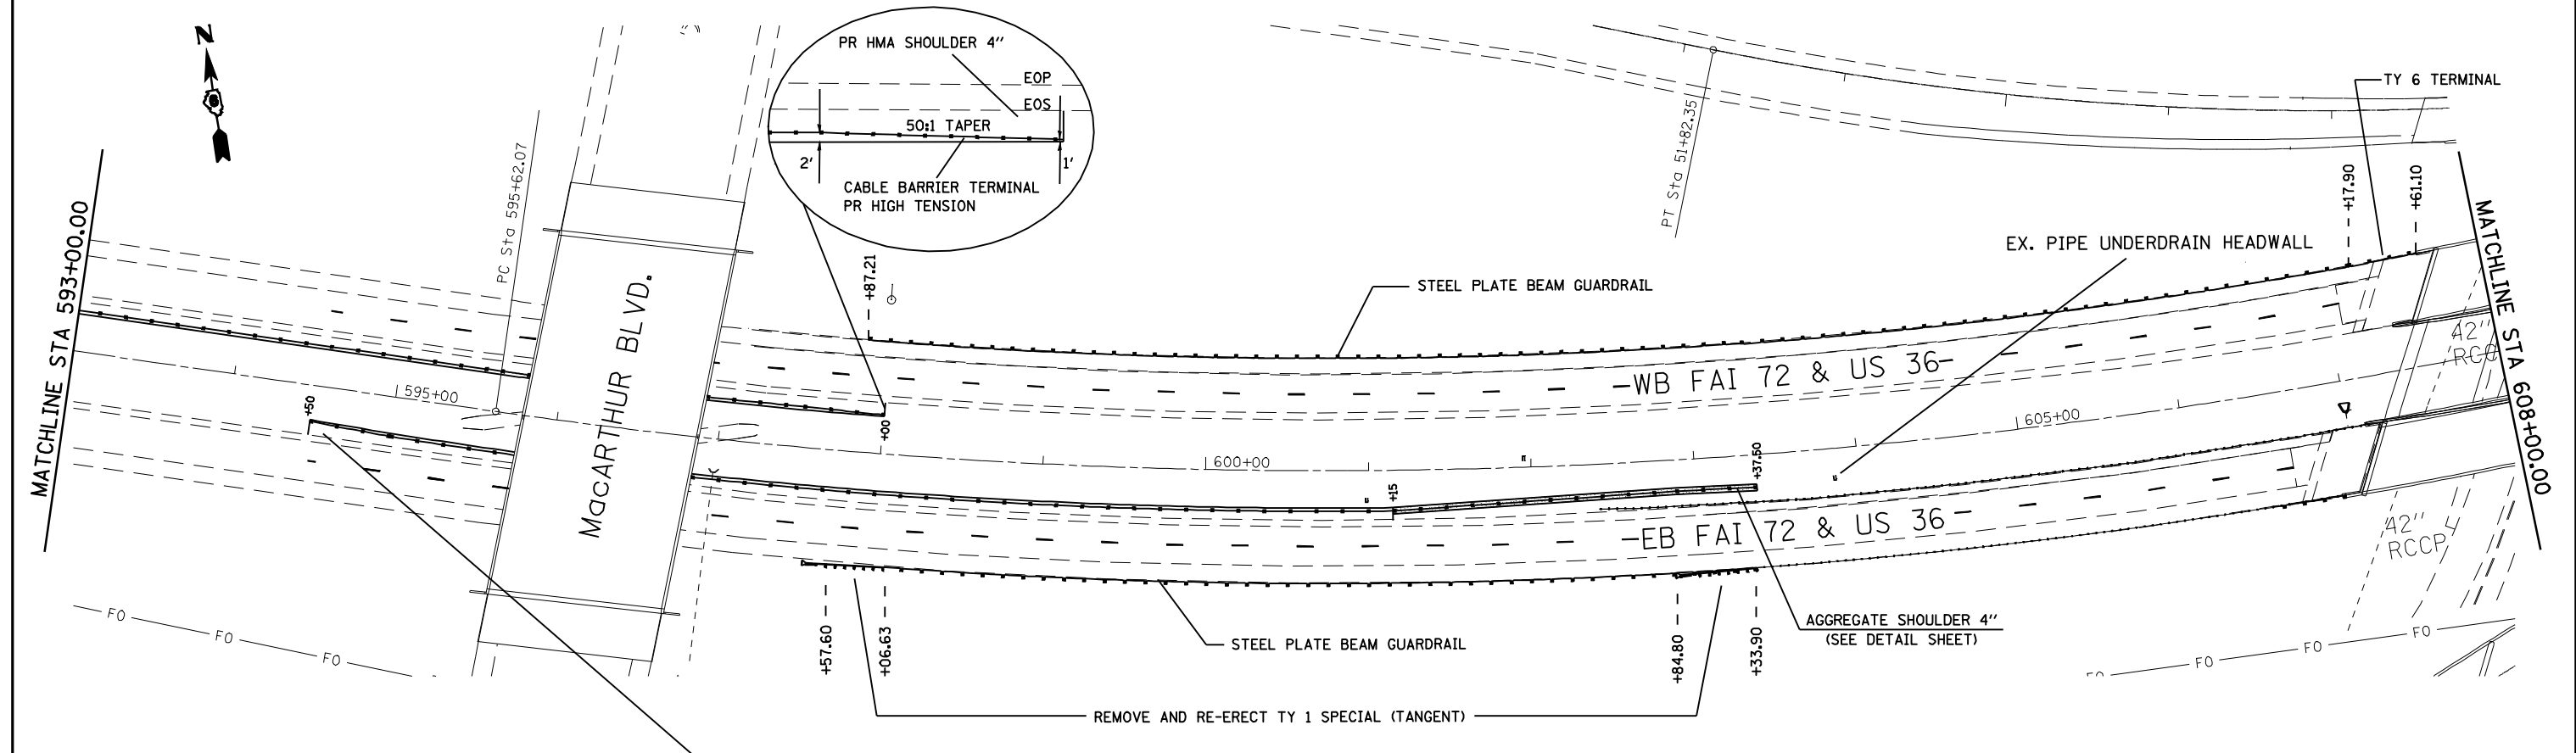 N
PR HMA SHOULDER 4"
EOP
EOS
50:1 TAPER
2'
1'
CABLE BARRIER TERMINAL
PR HIGH TENSION
TY 6 TERMINAL
MATCHLINE STA 593+00.00
PC Sta 595+62.07
PT Sta 51+82.35
+17.90
+61.10
MATCHLINE STA 608+00.00
EX. PIPE UNDERDRAIN HEADWALL
+87.21
STEEL PLATE BEAM GUARDRAIL
MacARTHUR BLVD.
42"
RCC
WB FAI 72 & US 36
595+00
+50
+00
600+00
605+00
+15
+37.50
EB FAI 72 & US 36
42"
RCCP
FO
FO
FO
+57.60
+06.63
STEEL PLATE BEAM GUARDRAIL
+84.80
+33.90
AGGREGATE SHOULDER 4"
(SEE DETAIL SHEET)
FO
FO
FO
REMOVE AND RE-ERECT TY 1 SPECIAL (TANGENT)